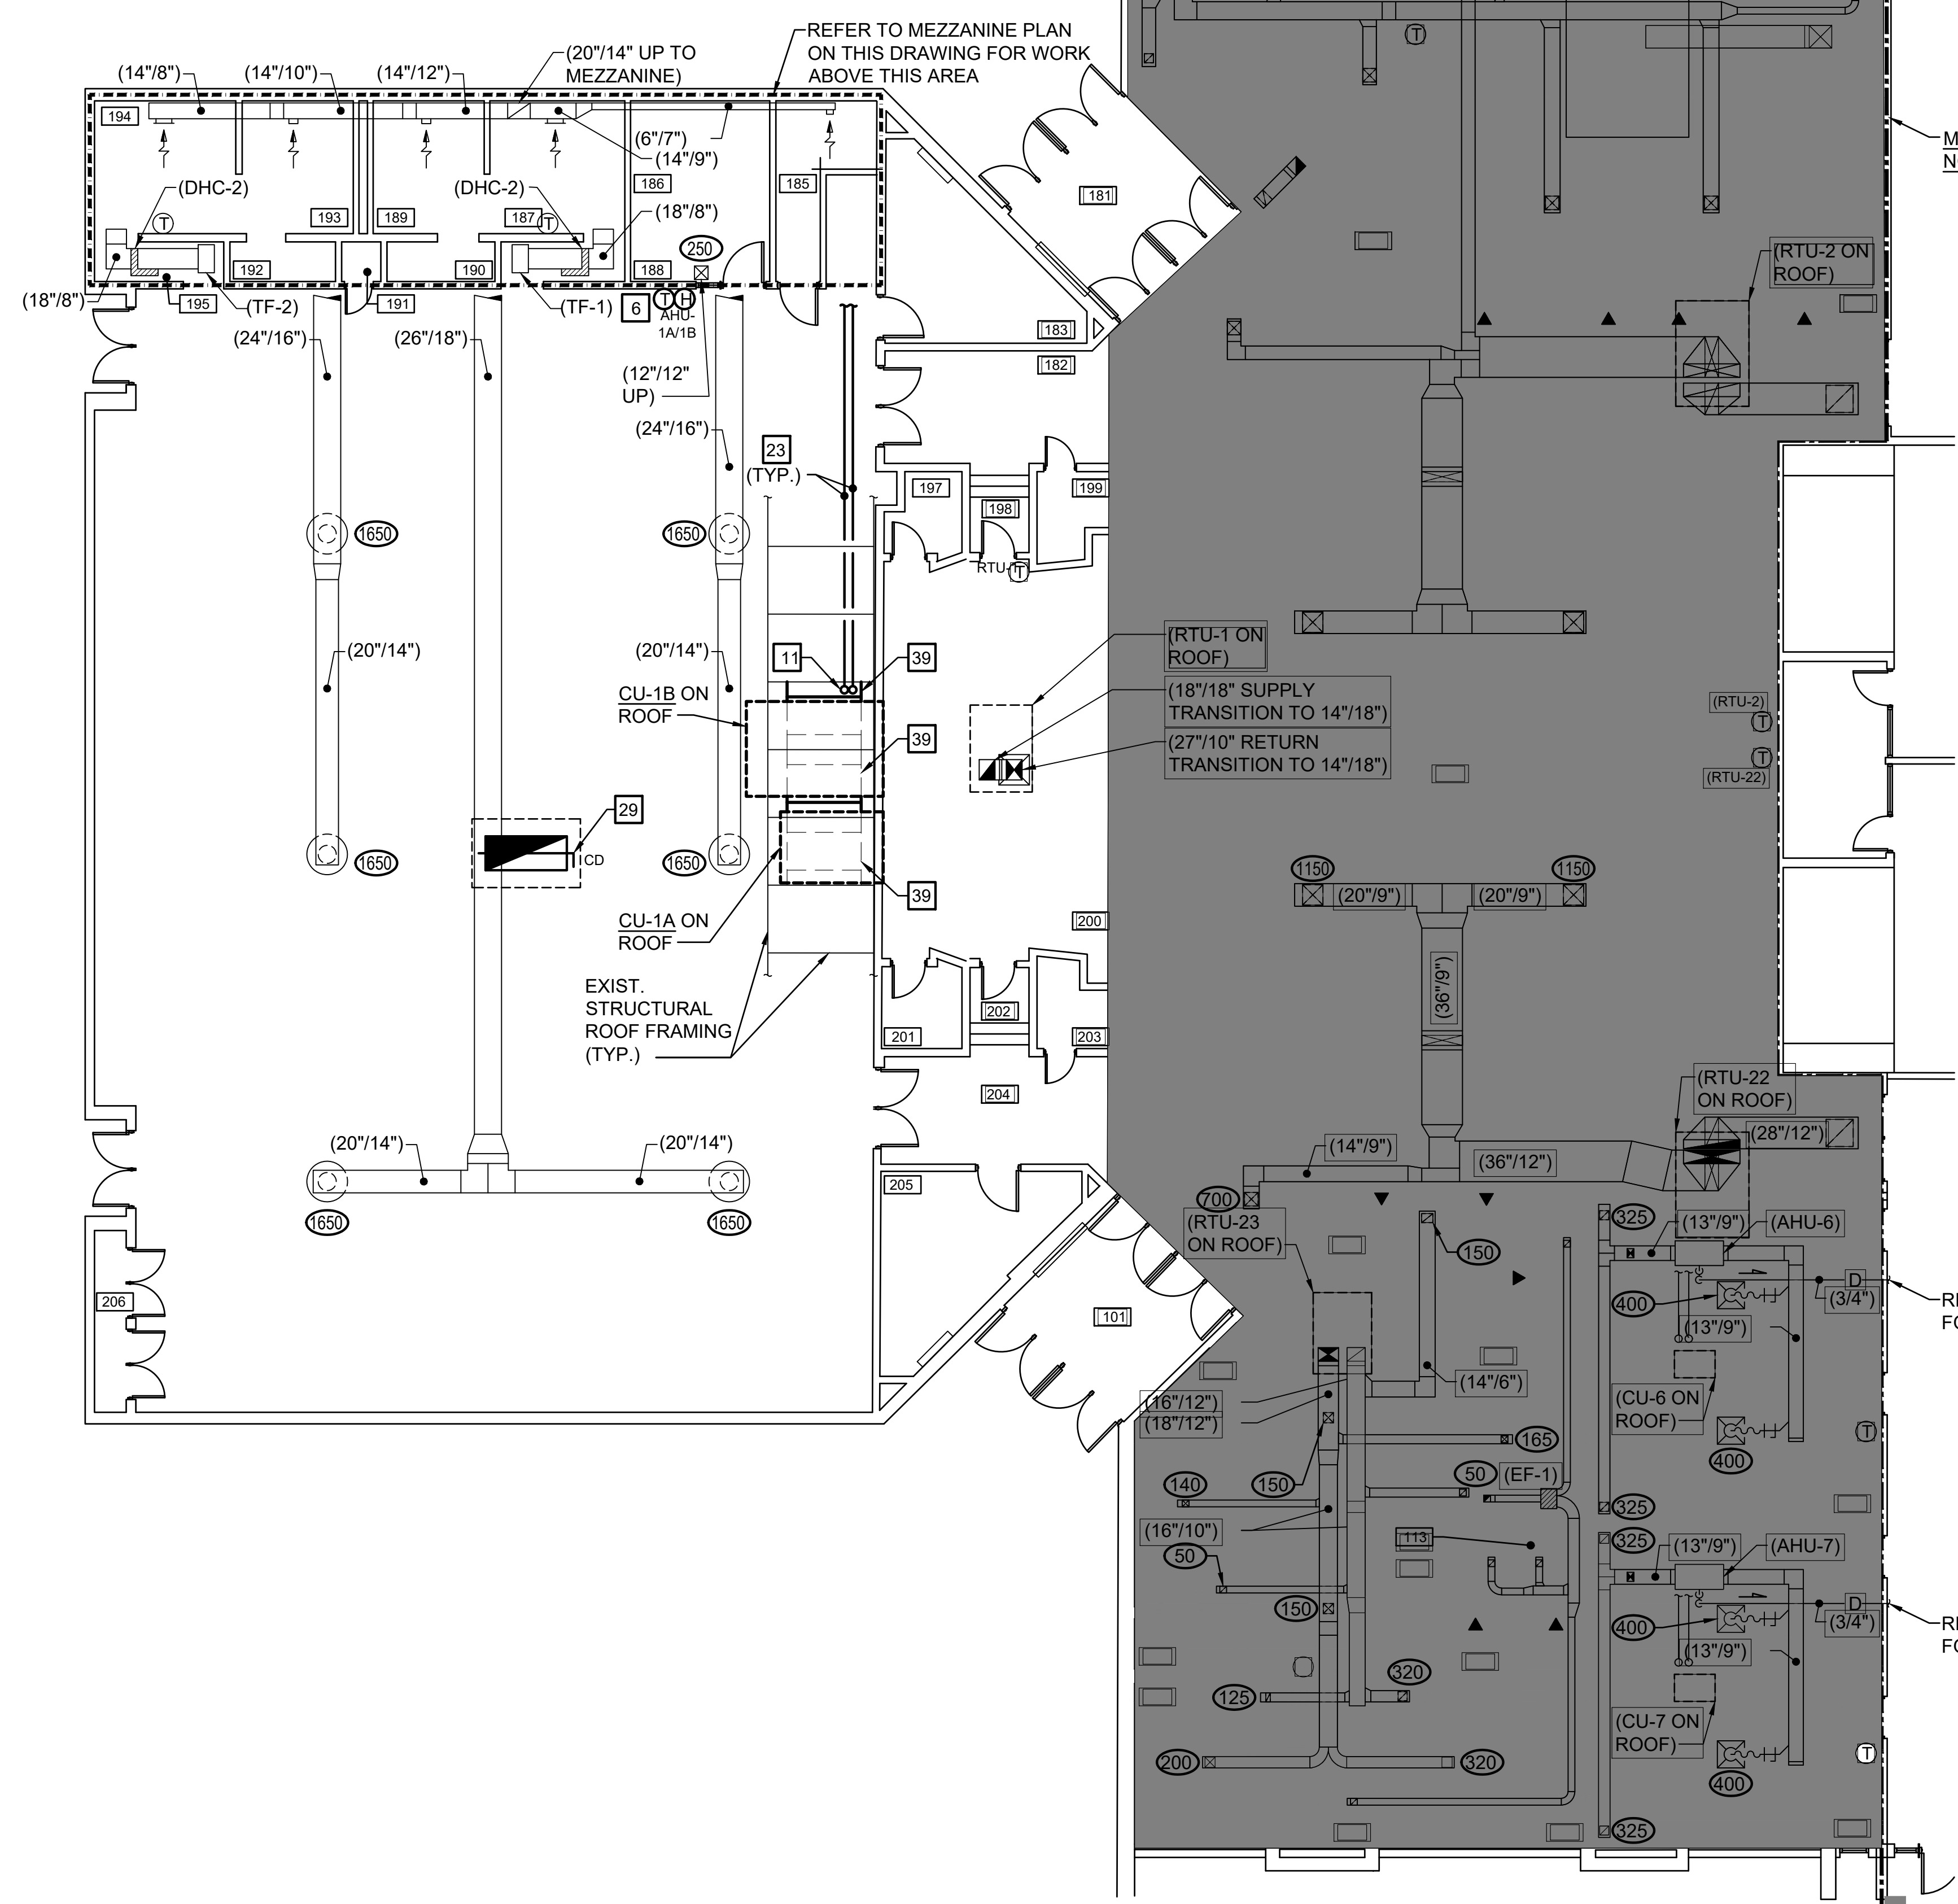 REFER TO MEZZANINE PLAN
ON THIS DRAWING FOR WORK
ABOVE THIS AREA
(20"/14" UP TO
MEZZANINE)
(14"/8")
(14"/10")
(14"/12")
194
(6"/7")
(14"/9")
(DHC-2)
(DHC-2)
186
185
193
189
187
T
T
(18"/8")
250
192
190
188
(18"/8")
195
(TF-2)
191
(TF-1)
6
T
H
AHU-
1A/1B
(24"/16")
(26"/18")
(12"/12"
UP)
(24"/16")
23
(TYP.)
181
183
182
197
198
199
RTU-1
T
1650
1650
(20"/14")
(20"/14")
11
39
CU-1B ON
ROOF
39
29
CD
1650
1650
39
CU-1A ON
ROOF
EXIST.
STRUCTURAL
ROOF FRAMING
(TYP.)
200
201
202
203
204
205
(20"/14")
(20"/14")
1650
1650
206
101
T
M
N
(RTU-2 ON
ROOF)
(RTU-1 ON
ROOF)
(18"/18" SUPPLY
TRANSITION TO 14"/18")
(27"/10" RETURN
TRANSITION TO 14"/18")
(RTU-2)
T
T
(RTU-22)
1150
1150
(20"/9")
(20"/9")
(36"/9")
(RTU-22
ON ROOF)
(28"/12")
(14"/9")
(36"/12")
700
(RTU-23
ON ROOF)
150
325
(13"/9")
(AHU-6)
D
(3/4")
400
(13"/9")
RE
FO
(14"/6")
(16"/12")
(18"/12")
(CU-6 ON
ROOF)
T
165
400
140
150
50
(EF-1)
325
(16"/10")
113
325
(13"/9")
(AHU-7)
50
150
D
(3/4")
400
(13"/9")
RE
FO
320
125
(CU-7 ON
ROOF)
T
200
320
400
325